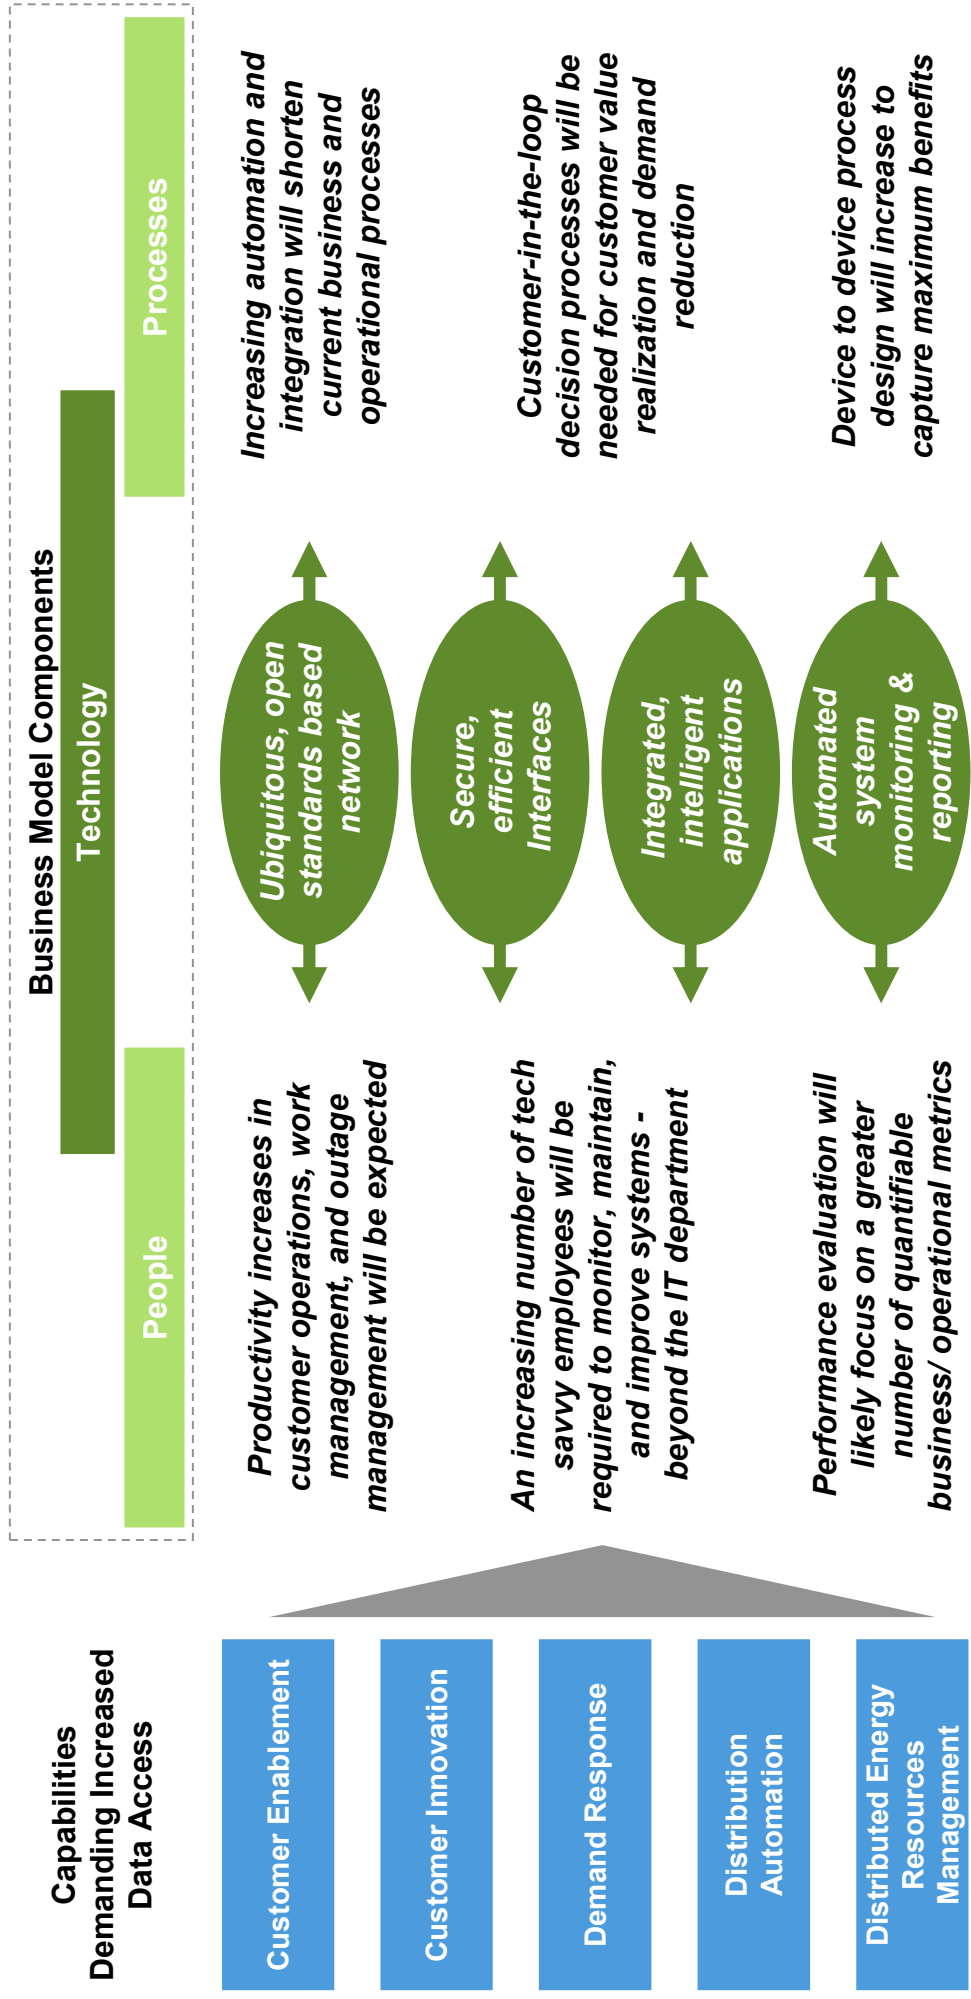 Capabilities
Demanding Increased
Data Access
Customer Enablement
Customer Innovation
Demand Response
Distribution
Automation
Distributed Energy
Resources
Management
Business Model Components
Technology
People
Processes
Productivity increases in
customer operations, work
management, and outage
management will be expected
An increasing number of tech
savvy employees will be
required to monitor, maintain,
and improve systems -
beyond the IT department
Performance evaluation will
likely focus on a greater
number of quantifiable
business/ operational metrics
Ubiquitous, open
standards based
network
Secure,
efficient
Interfaces
Integrated,
intelligent
applications
Automated
system
monitoring &
reporting
Increasing automation and
integration will shorten
current business and
operational processes
Customer-in-the-loop
decision processes will be
needed for customer value
realization and demand
reduction
Device to device process
design will increase to
capture maximum benefits